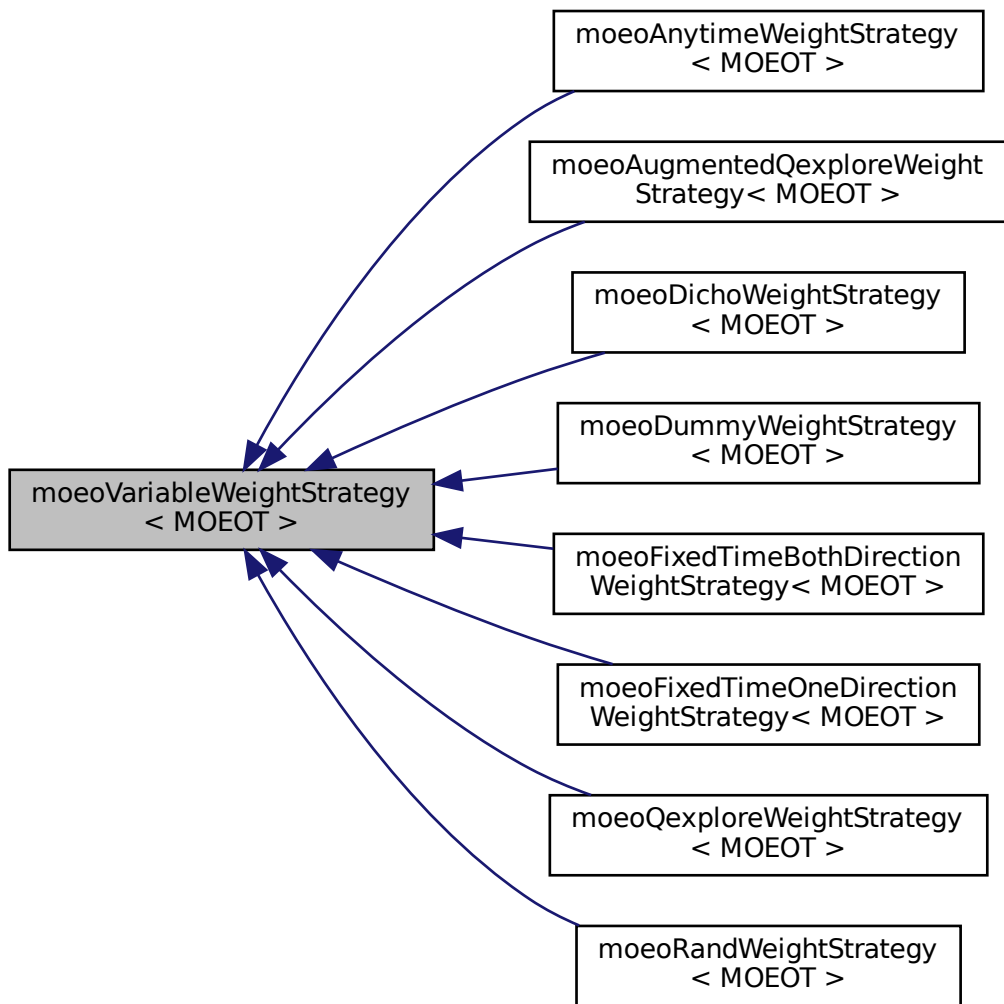 moeoAnytimeWeightStrategy
< MOEOT >
moeoAugmentedQexploreWeight
Strategy< MOEOT >
moeoDichoWeightStrategy
< MOEOT >
moeoDummyWeightStrategy
< MOEOT >
moeoVariableWeightStrategy
< MOEOT >
moeoFixedTimeBothDirection
WeightStrategy< MOEOT >
moeoFixedTimeOneDirection
WeightStrategy< MOEOT >
moeoQexploreWeightStrategy
< MOEOT >
moeoRandWeightStrategy
< MOEOT >